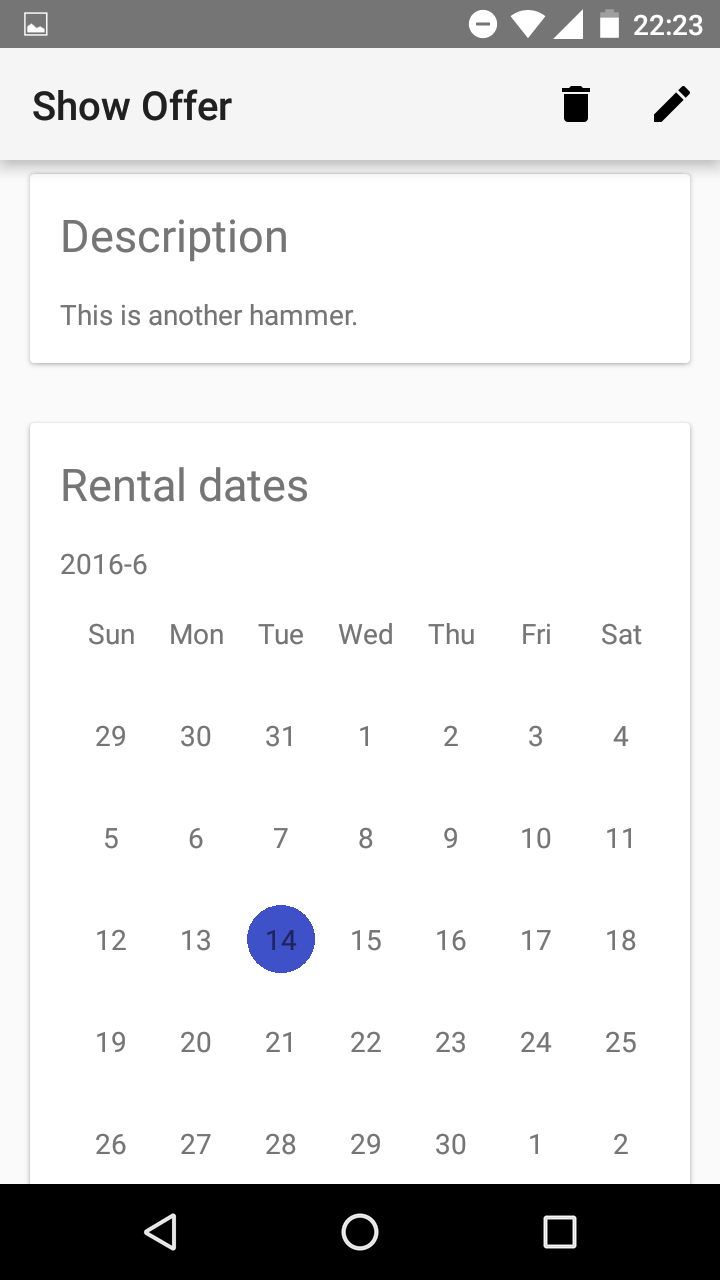 22:23
Show Offer
Description
This is another hammer.
Rental dates
2016-6
Sun Mon Tue Wed Thu Fri Sat
29 30 31 1 2 3 4
5 6 7 8 9 10 11
12 13 14 15 16 17 18
19 20 21 22 23 24 25
26 27 28 29 30 1 2